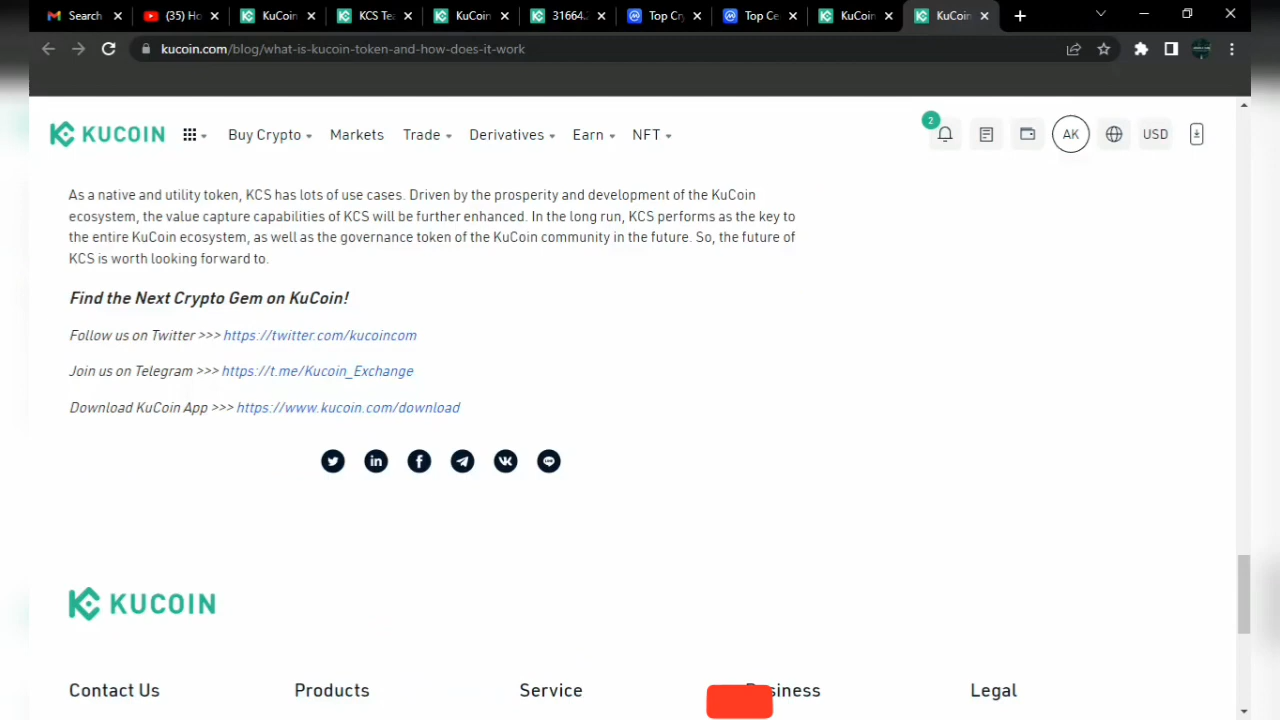 Search
(35) Ho
KuCoin
KCS Te
KuCoin
31664.
Top Cr
Top Ce
KuCoin
KuCoin
kucoin.com/blog/what-is-kucoin-token-and-how-does-it-work
KUCOIN
Buy Crypto
Markets
Trade
Derivatives
Earn
NFT
2
AK
USD
As a native and utility token, KCS has lots of use cases. Driven by the prosperity and development of the KuCoin
ecosystem, the value capture capabilities of KCS will be further enhanced. In the long run, KCS performs as the key to
the entire KuCoin ecosystem, as well as the governance token of the KuCoin community in the future. So, the future of
KCS is worth looking forward to.
Find the Next Crypto Gem on KuCoin!
Follow us on Twitter >>> https://twitter.com/kucoincom
Join us on Telegram >>> https://t.me/Kucoin_Exchange
Download KuCoin App >>> https://www.kucoin.com/download
KUCOIN
Contact Us
Products
Service
siness
Legal